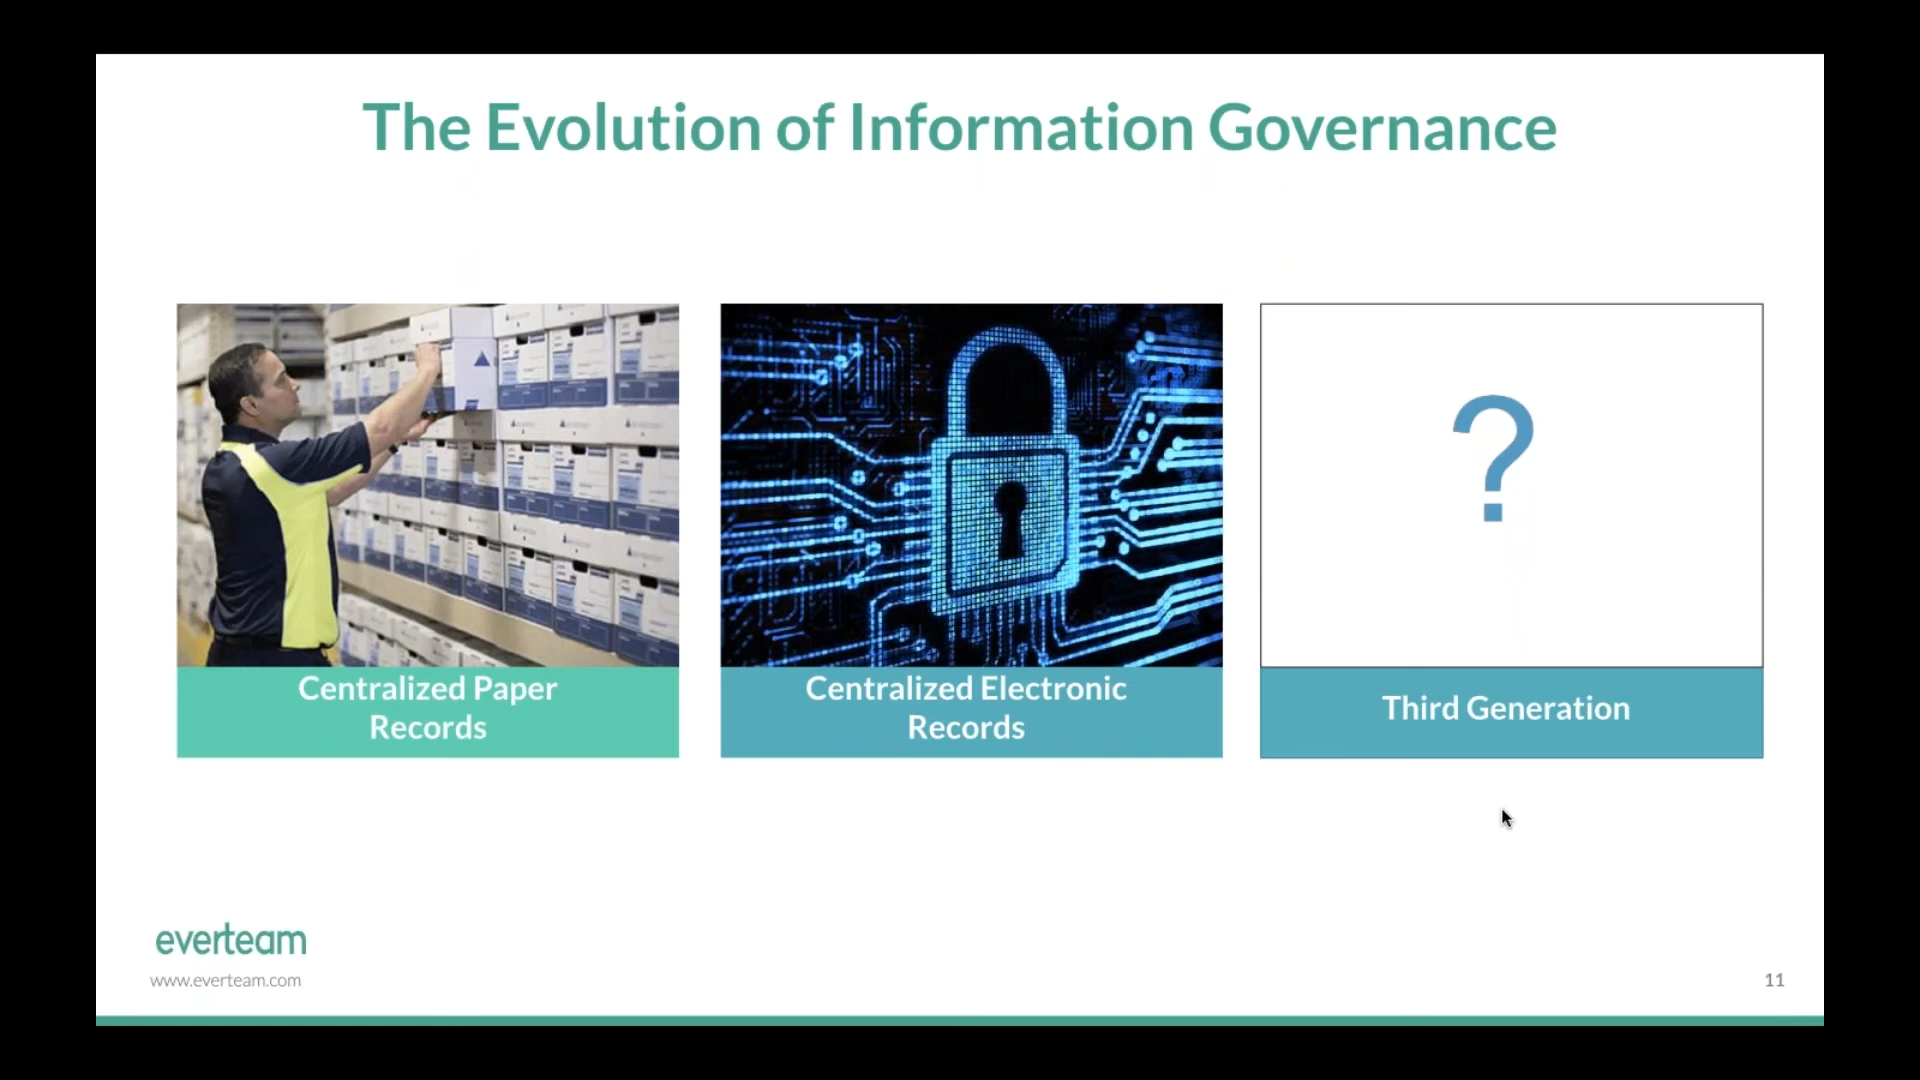 The Evolution of Information Governance
?
Centralized Paper
Records
Centralized Electronic
Records
Third Generation
everteam
www.everteam.com
11